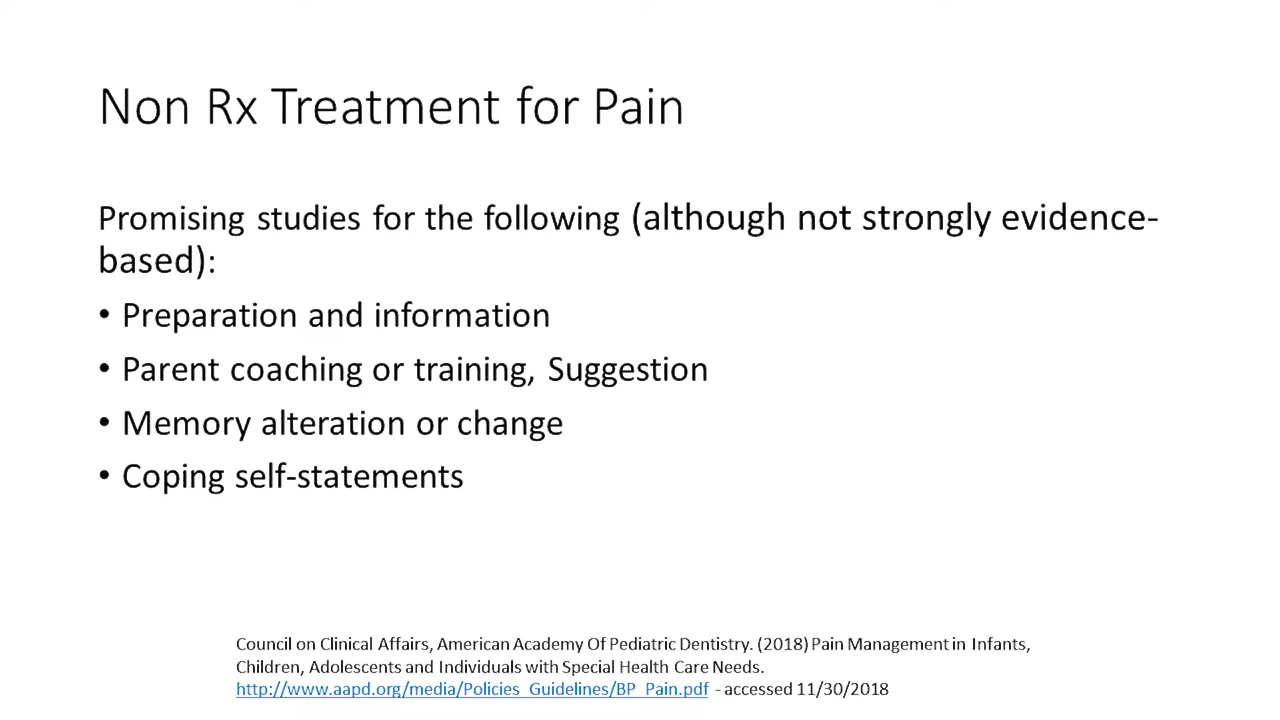 Non Rx Treatment for Pain
Promising studies for the following (although not strongly evidence-
based):
• Preparation and information
• Parent coaching or training, Suggestion
• Memory alteration or change
• Coping self-statements
Council on Clinical Affairs, American Academy Of Pediatric Dentistry. (2018) Pain Management in Infants,
Children, Adolescents and Individuals with Special Health Care Needs.
http://www.aapd.org/media/Policies_Guidelines/BP_Pain.pdf - accessed 11/30/2018